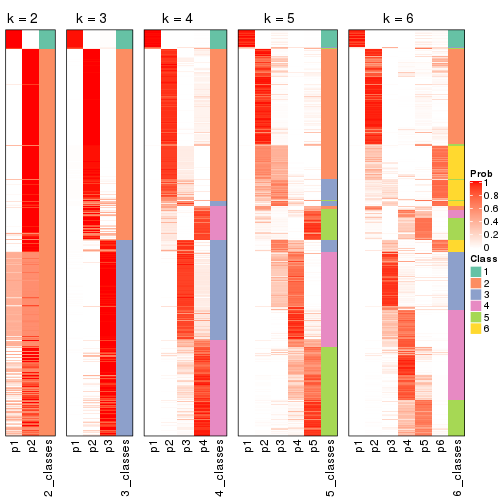 k = 2
k = 3
k = 4
k = 5
k = 6
Prob
1
0.8
0.6
0.4
0.2
0
Class
1
2
3
4
5
6
p1
p2
2_classes
p1
p2
p3
3_classes
p1
p2
p3
p4
4_classes
p1
p2
p3
p4
p5
5_classes
p1
p2
p3
p4
p5
p6
6_classes